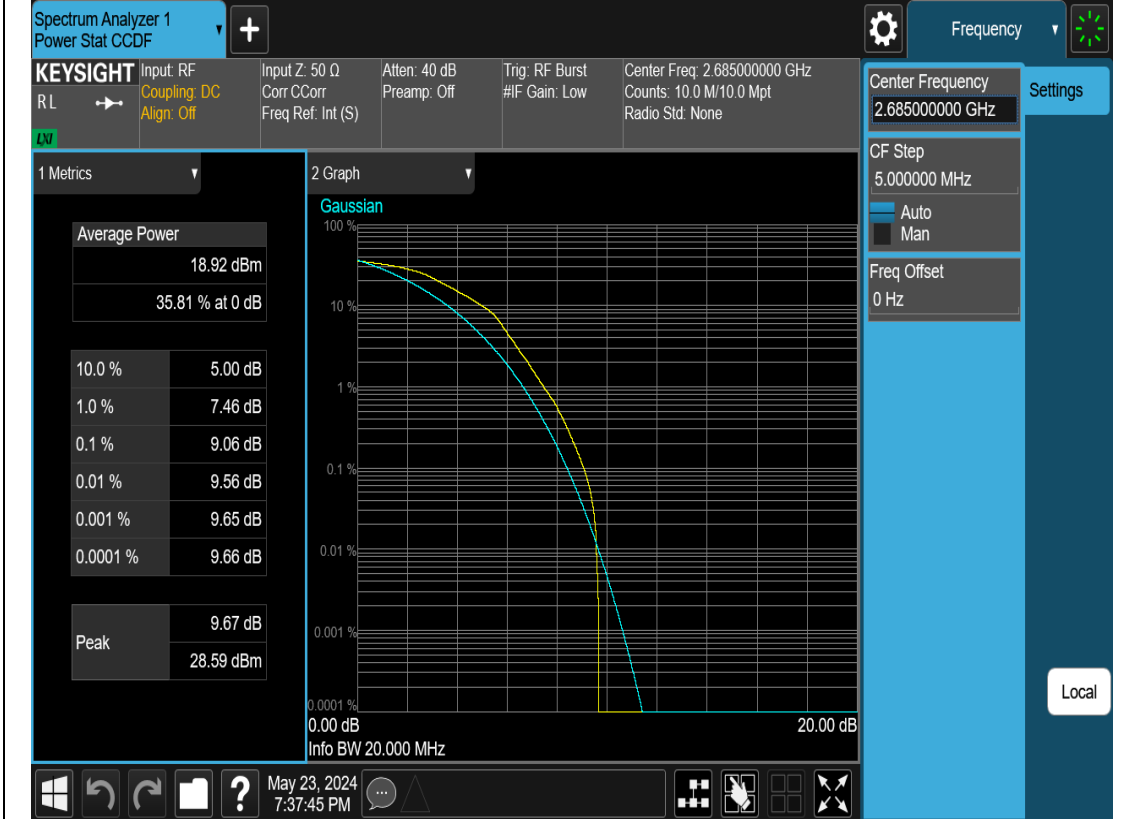 Spectrum Analyzer 1
Power Stat CCDF
+
Frequency
KEYSIGHT
RL
LXI
Input: RF
Coupling: DC
Align: Off
Input Z: 50 Ω
Corr CCorr
Freq Ref: Int (S)
Atten: 40 dB
Preamp: Off
Trig: RF Burst
#IF Gain: Low
Center Freq: 2.685000000 GHz
Counts: 10.0 M/10.0 Mpt
Radio Std: None
Center Frequency
2.685000000 GHz
Settings
CF Step
5.000000 MHz
Auto
Man
Freq Offset
0 Hz
Local
1 Metrics
Average Power
18.92 dBm
35.81 % at 0 dB
10.0 % 5.00 dB
1.0 % 7.46 dB
0.1 % 9.06 dB
0.01 % 9.56 dB
0.001 % 9.65 dB
0.0001 % 9.66 dB
Peak
9.67 dB
28.59 dBm
2 Graph
Gaussian
100 %
10 %
1 %
0.1 %
0.01 %
0.001 %
0.0001 %
0.00 dB 20.00 dB
Info BW 20.000 MHz
?
May 23, 2024
7:37:45 PM